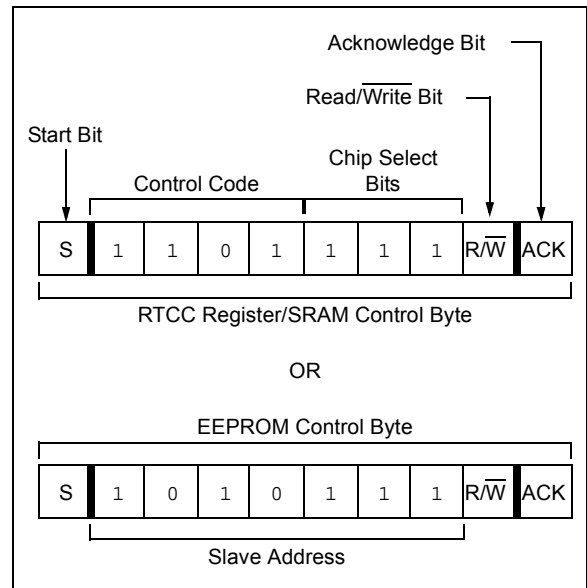 Acknowledge Bit
Read/Write Bit
Start Bit
Chip Select
Control Code Bits
S 1 1 0 1 1 1 1 R/W ACK
RTCC Register/SRAM Control Byte
OR
EEPROM Control Byte
S 1 0 1 0 1 1 1 R/W ACK
Slave Address